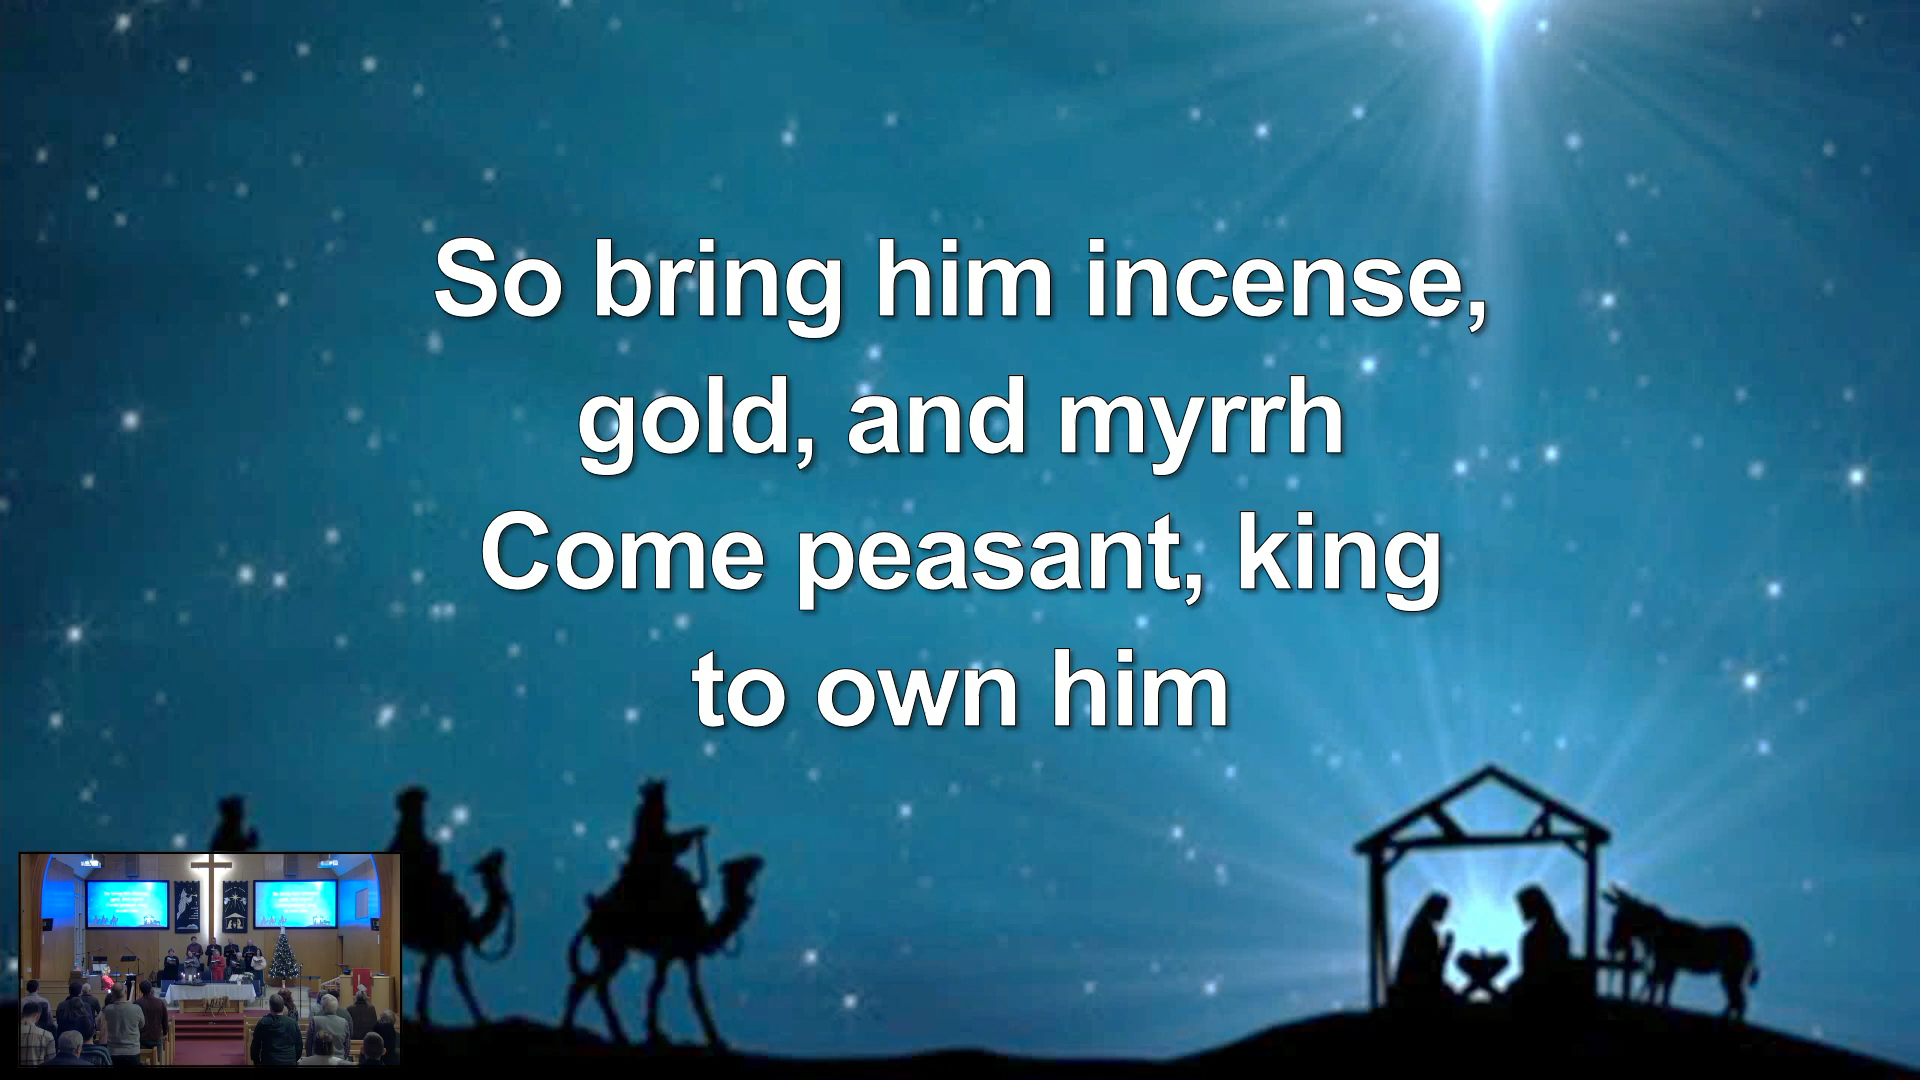 So bring him incense,
gold, and myrrh
Come peasant, king
to own him